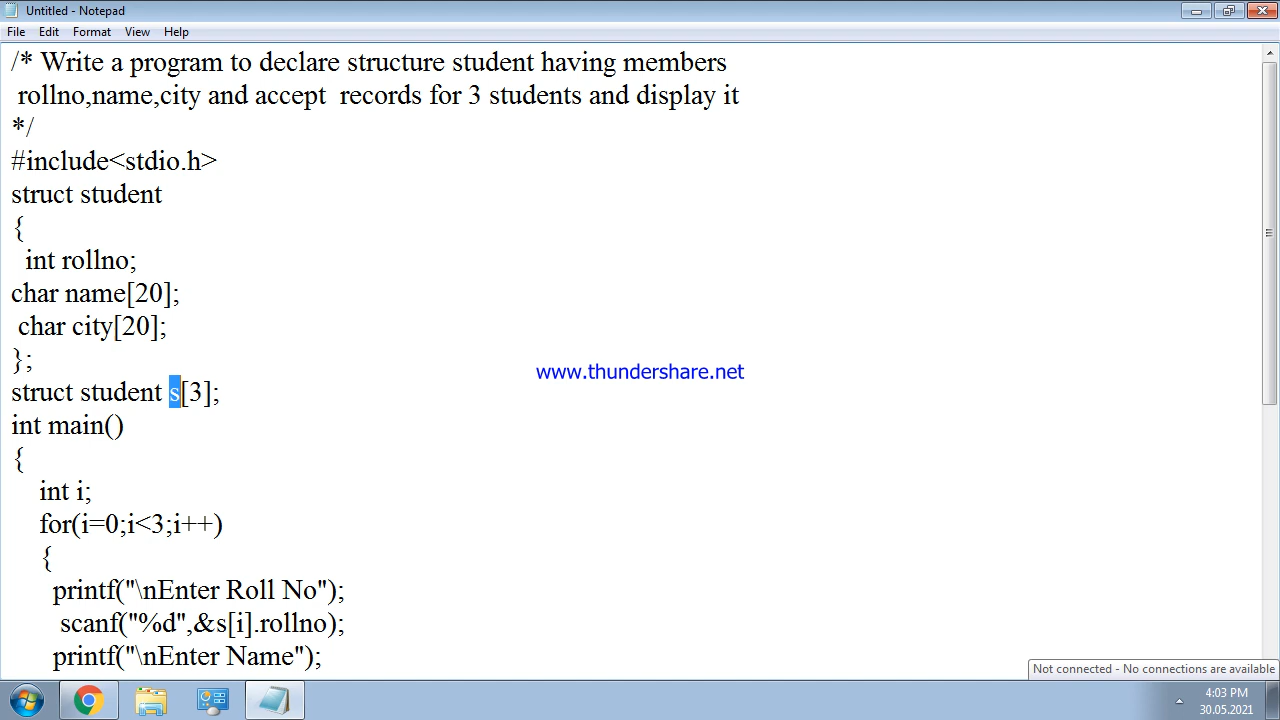 Untitled - Notepad
File Edit Format View Help
/* Write a program to declare structure student having members
rollno,name,city and accept  records for 3 students and display it
*/
#include<stdio.h>
struct student
{
int rollno;
char name[20];
char city[20];
};
struct student s[3];
int main()
{
int i;
for(i=0;i<3;i++)
{
printf("\nEnter Roll No");
scanf("%d",&s[i].rollno);
printf("\nEnter Name");
www.thundershare.net
Not connected - No connections are available
4:03 PM
30.05.2021